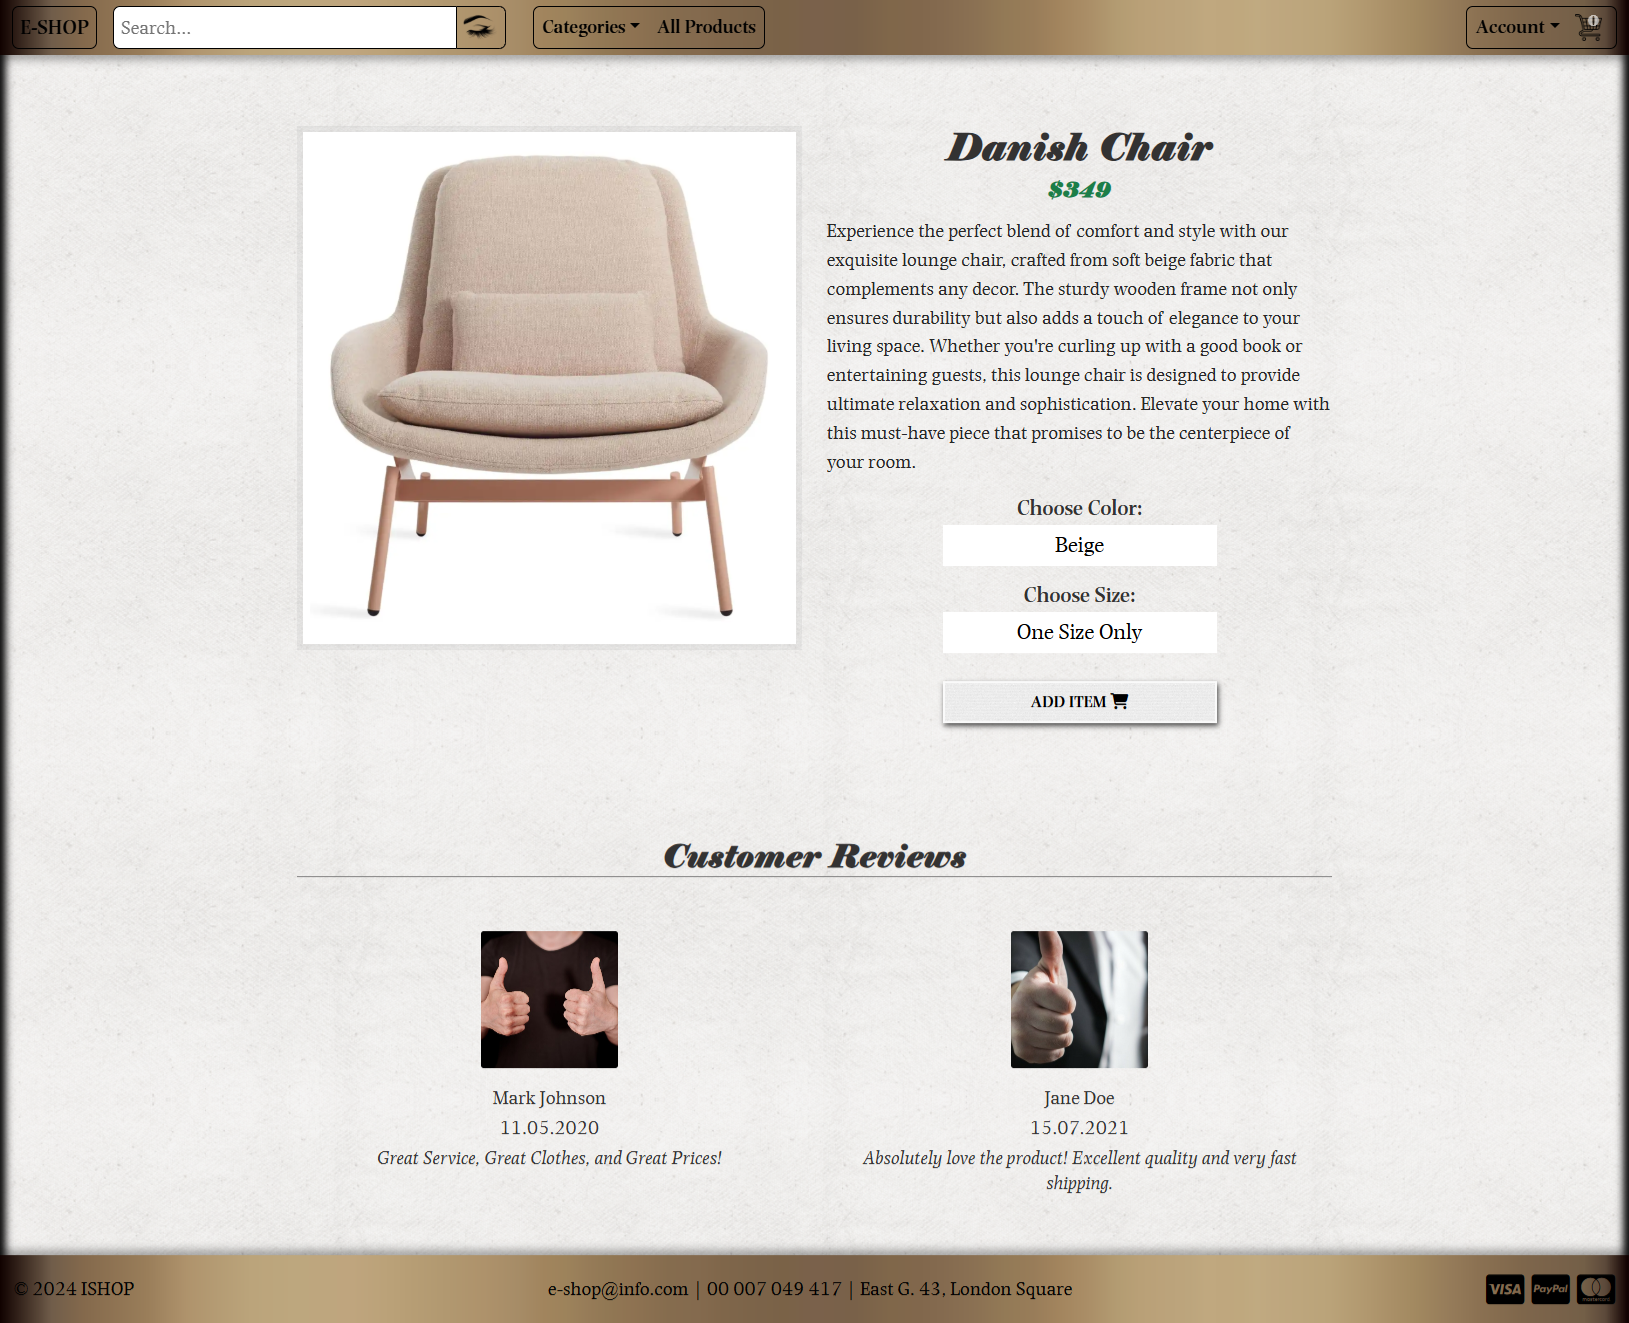 E-SHOP
Search...
Categories
All Products
Account
Danish Chair
$349
Experience the perfect blend of comfort and style with our
exquisite lounge chair, crafted from soft beige fabric that
complements any decor. The sturdy wooden frame not only
ensures durability but also adds a touch of elegance to your
living space. Whether you're curling up with a good book or
entertaining guests, this lounge chair is designed to provide
ultimate relaxation and sophistication. Elevate your home with
this must-have piece that promises to be the centerpiece of
your room.
Choose Color:
Beige
Choose Size:
One Size Only
ADD ITEM
Customer Reviews
Mark Johnson
11.05.2020
Great Service, Great Clothes, and Great Prices!
Jane Doe
15.07.2021
Absolutely love the product! Excellent quality and very fast
shipping.
© 2024 ISHOP
e-shop@info.com | 00 007 049 417 | East G. 43, London Square
VISA
PayPal
mastercard